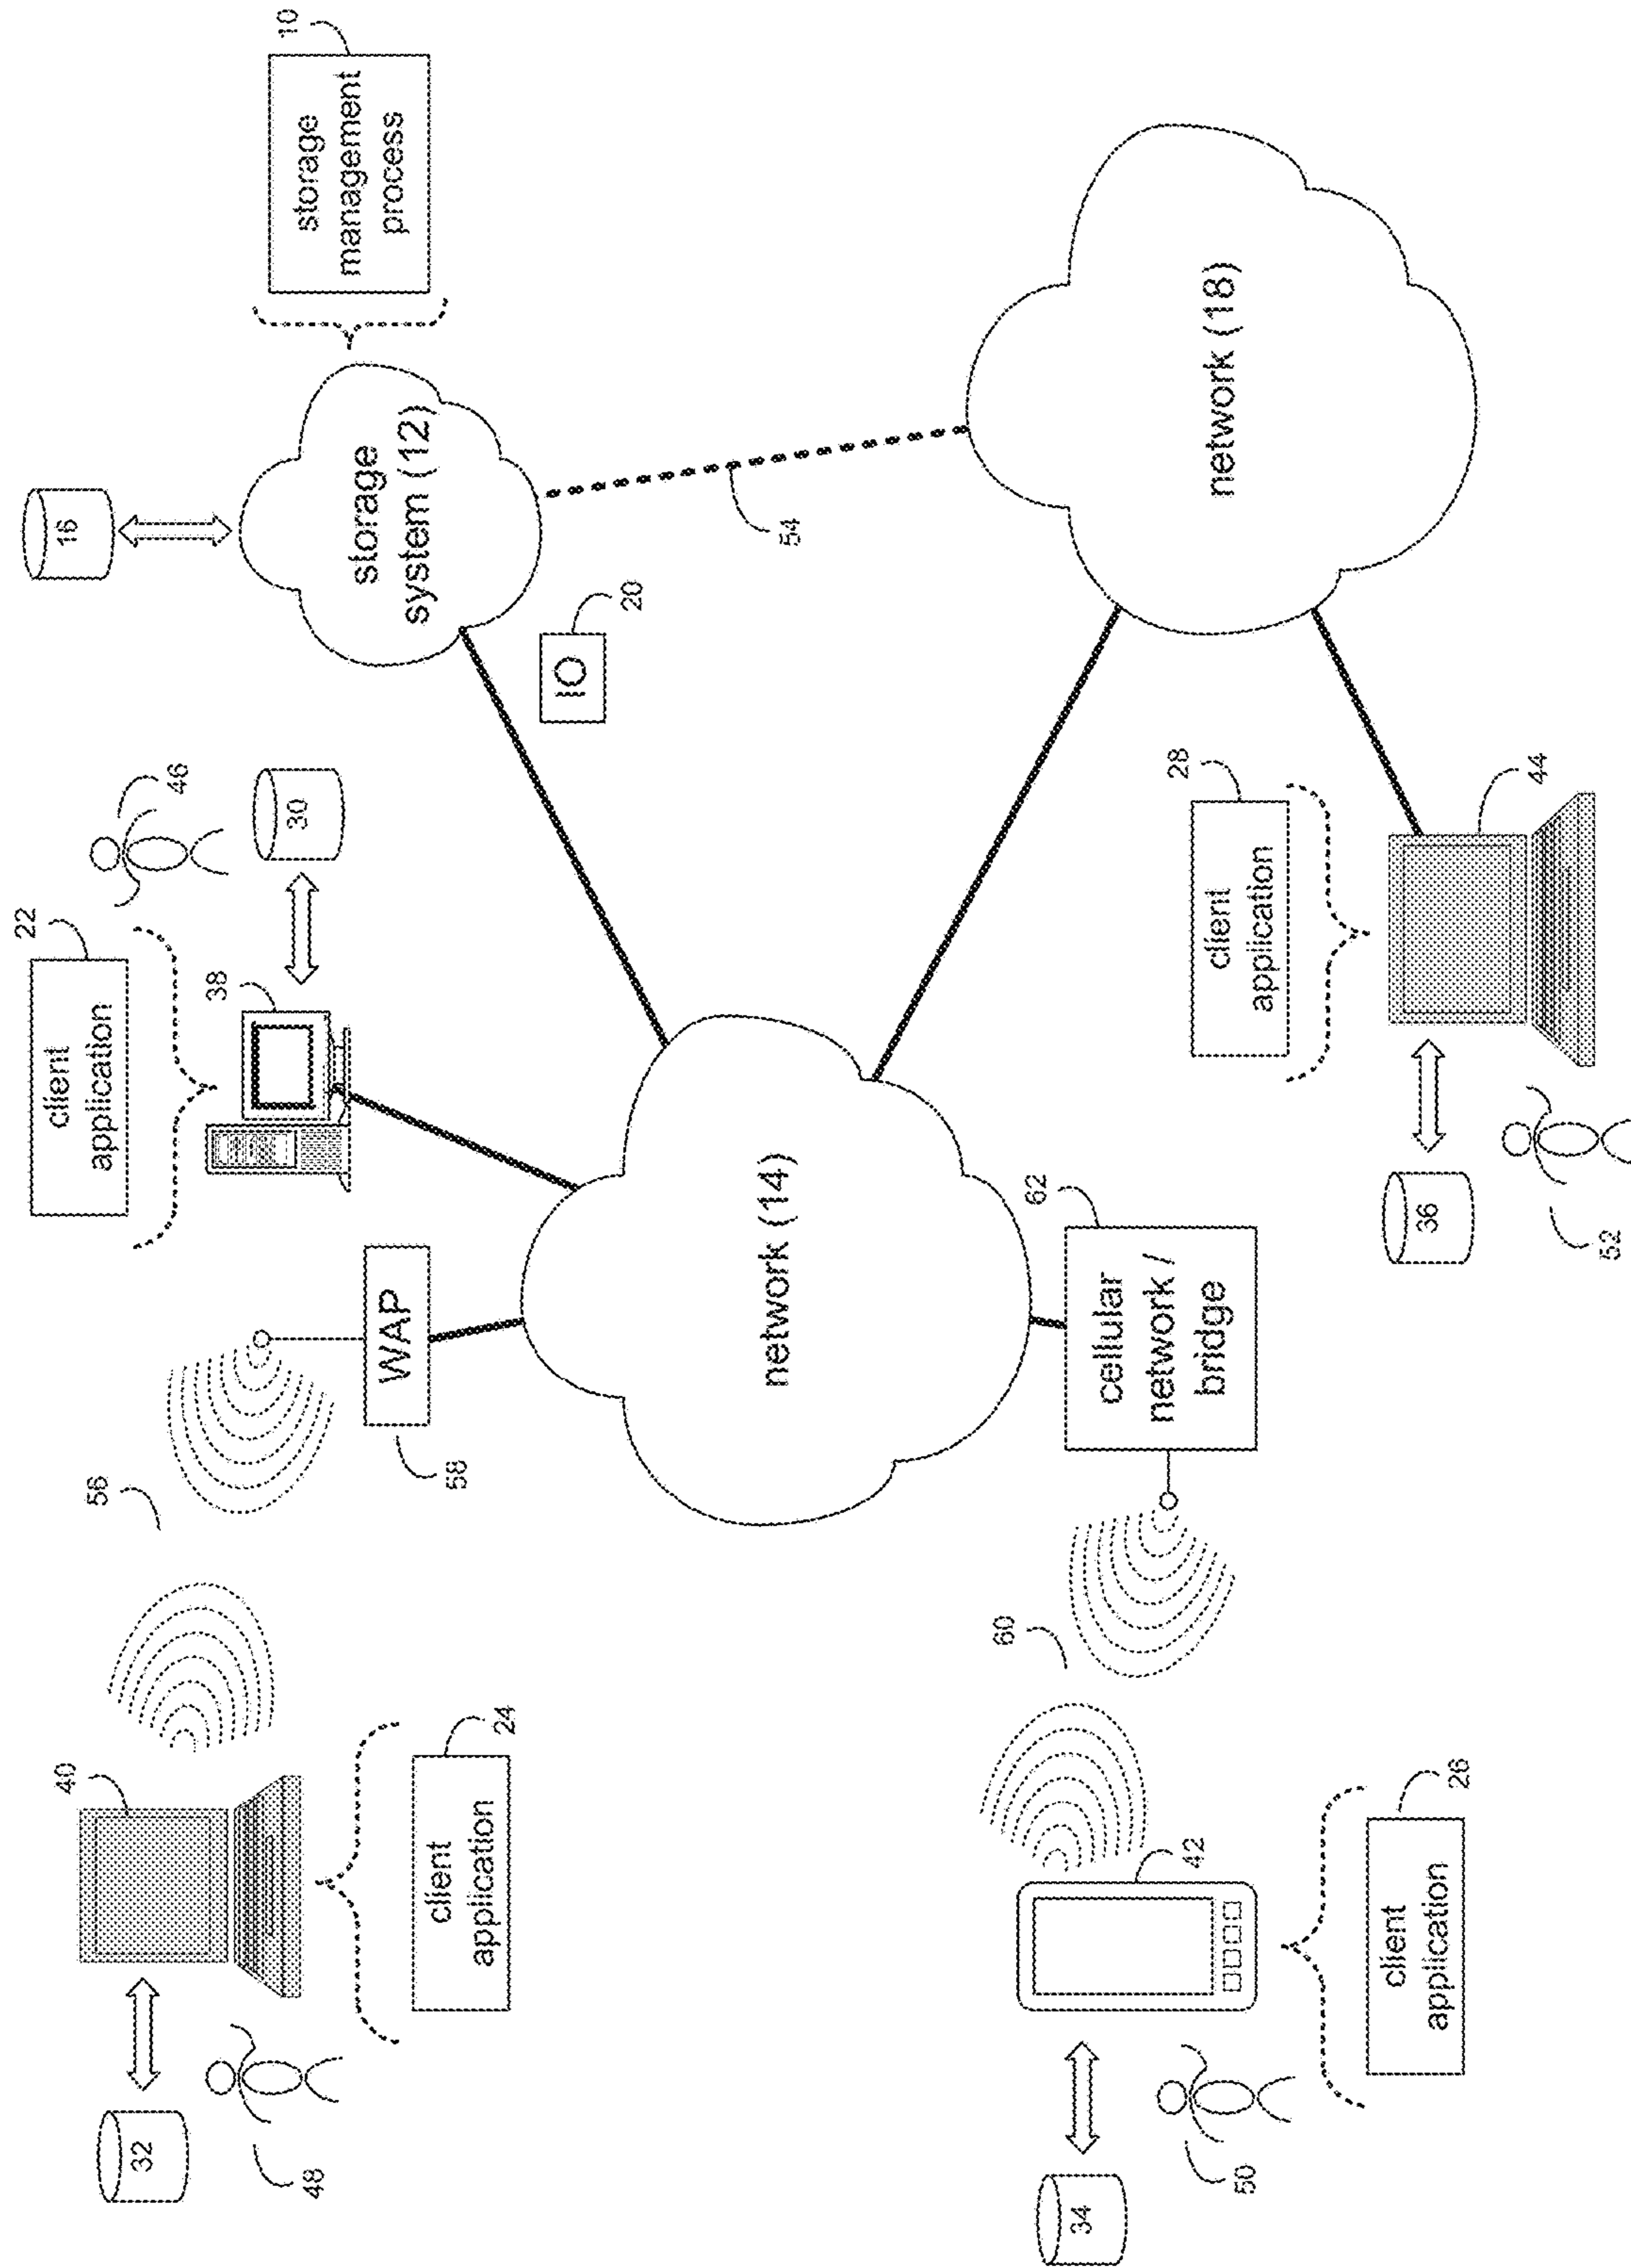 32
48
40
client
application
24
56
WAP
58
client
application
22
38
46
30
16
storage
system (12)
storage
management
process
10
IO
20
54
network (14)
network (18)
34
50
42
client
application
26
60
cellular
network /
bridge
62
36
52
client
application
28
44